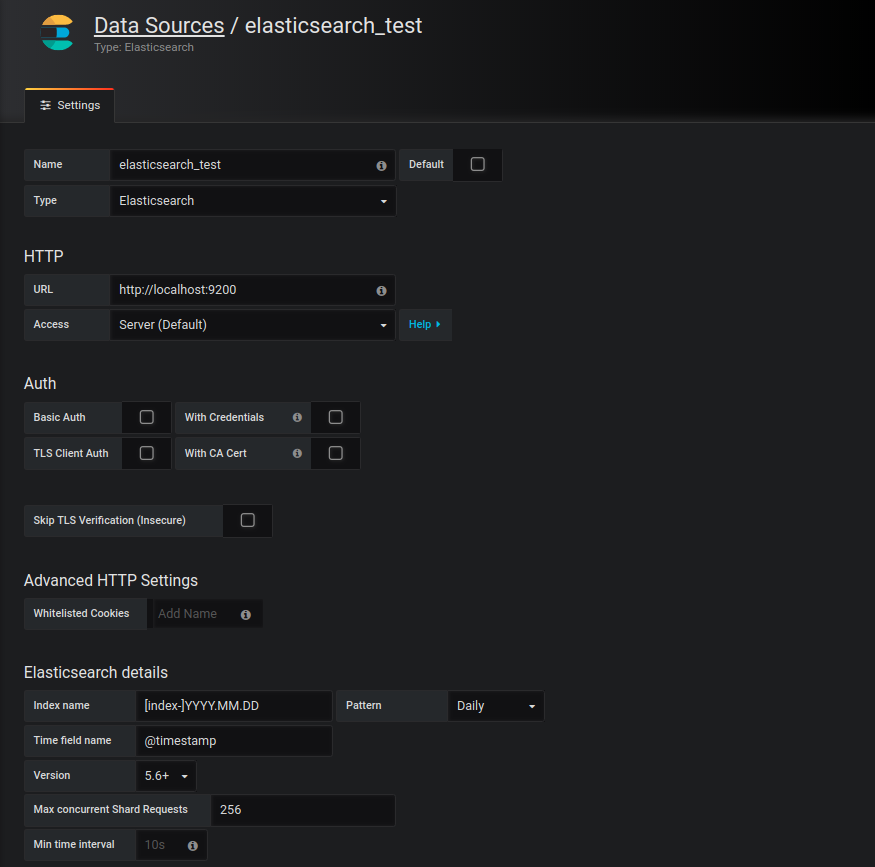 Data Sources / elasticsearch_test
Type: Elasticsearch
Settings
Name elasticsearch_test Default
Type Elasticsearch
HTTP
URL http://localhost:9200
Access Server (Default) Help
Auth
Basic Auth With Credentials
TLS Client Auth With CA Cert
Skip TLS Verification (Insecure)
Advanced HTTP Settings
Whitelisted Cookies Add Name
Elasticsearch details
Index name [index-]YYYY.MM.DD Pattern Daily
Time field name @timestamp
Version 5.6+
Max concurrent Shard Requests 256
Min time interval 10s